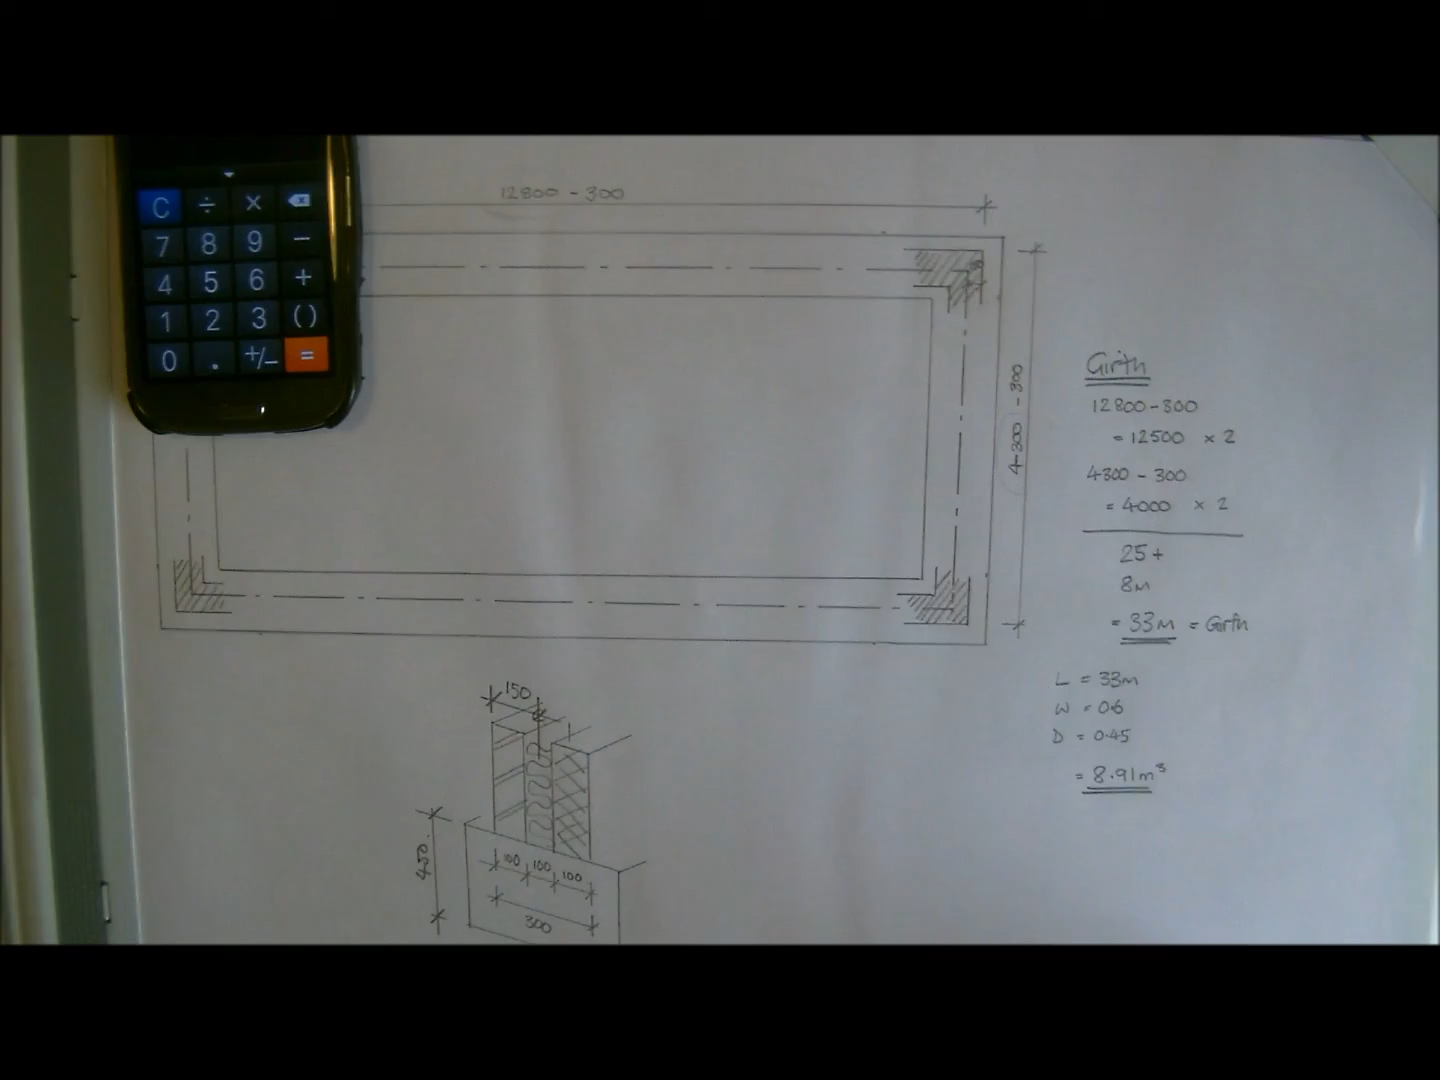 12800 - 300
C ÷ ×
7 8 9 -
4 5 6 +
1 2 3 ()
0 . +/- =
4300 - 300
Girth
12800 - 300
= 12500 × 2
4300 - 300
= 4000 × 2
25 +
8m
= 33m = Girth
L = 33m
W = 0.6
D = 0.45
= 8.91m³
150
450
100 100 100
300